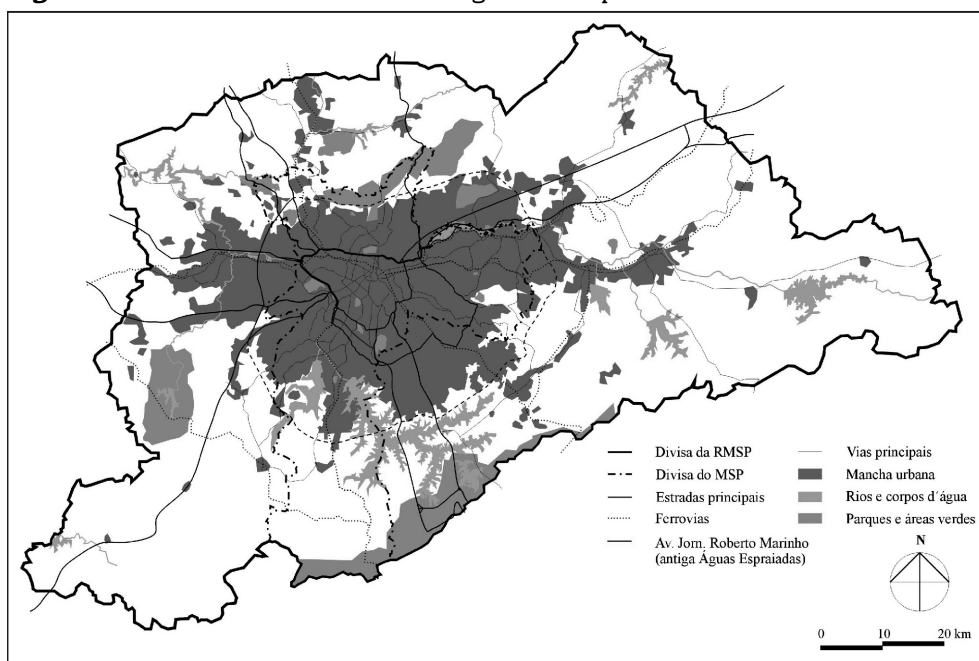 Divisa da RMSP
Divisa do MSP
Estradas principais
Ferrovias
Av. Jorn. Roberto Marinho
(antiga Águas Espraiadas)
Vias principais
Mancha urbana
Rios e corpos d´água
Parques e áreas verdes
N
0 10 20 km